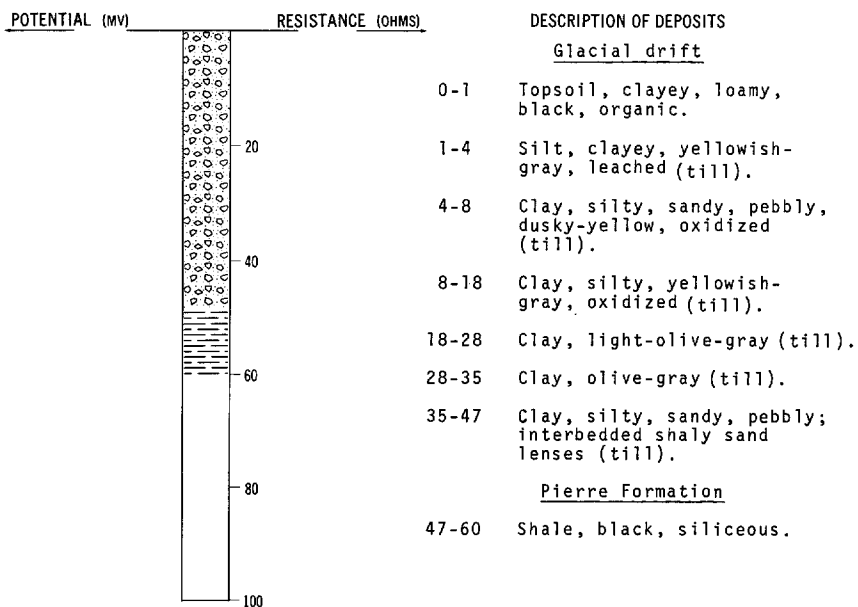 POTENTIAL (MV) RESISTANCE (OHMS) DESCRIPTION OF DEPOSITS
Glacial drift
0-1 Topsoil, clayey, loamy,
black, organic.
20
1-4 Silt, clayey, yellowish-
gray, leached (till).
4-8 Clay, silty, sandy, pebbly,
dusky-yellow, oxidized
(till).
40
8-18 Clay, silty, yellowish-
gray, oxidized (till).
18-28 Clay, light-olive-gray (till).
60
28-35 Clay, olive-gray (till).
35-47 Clay, silty, sandy, pebbly;
interbedded shaly sand
lenses (till).
80
Pierre Formation
47-60 Shale, black, siliceous.
100